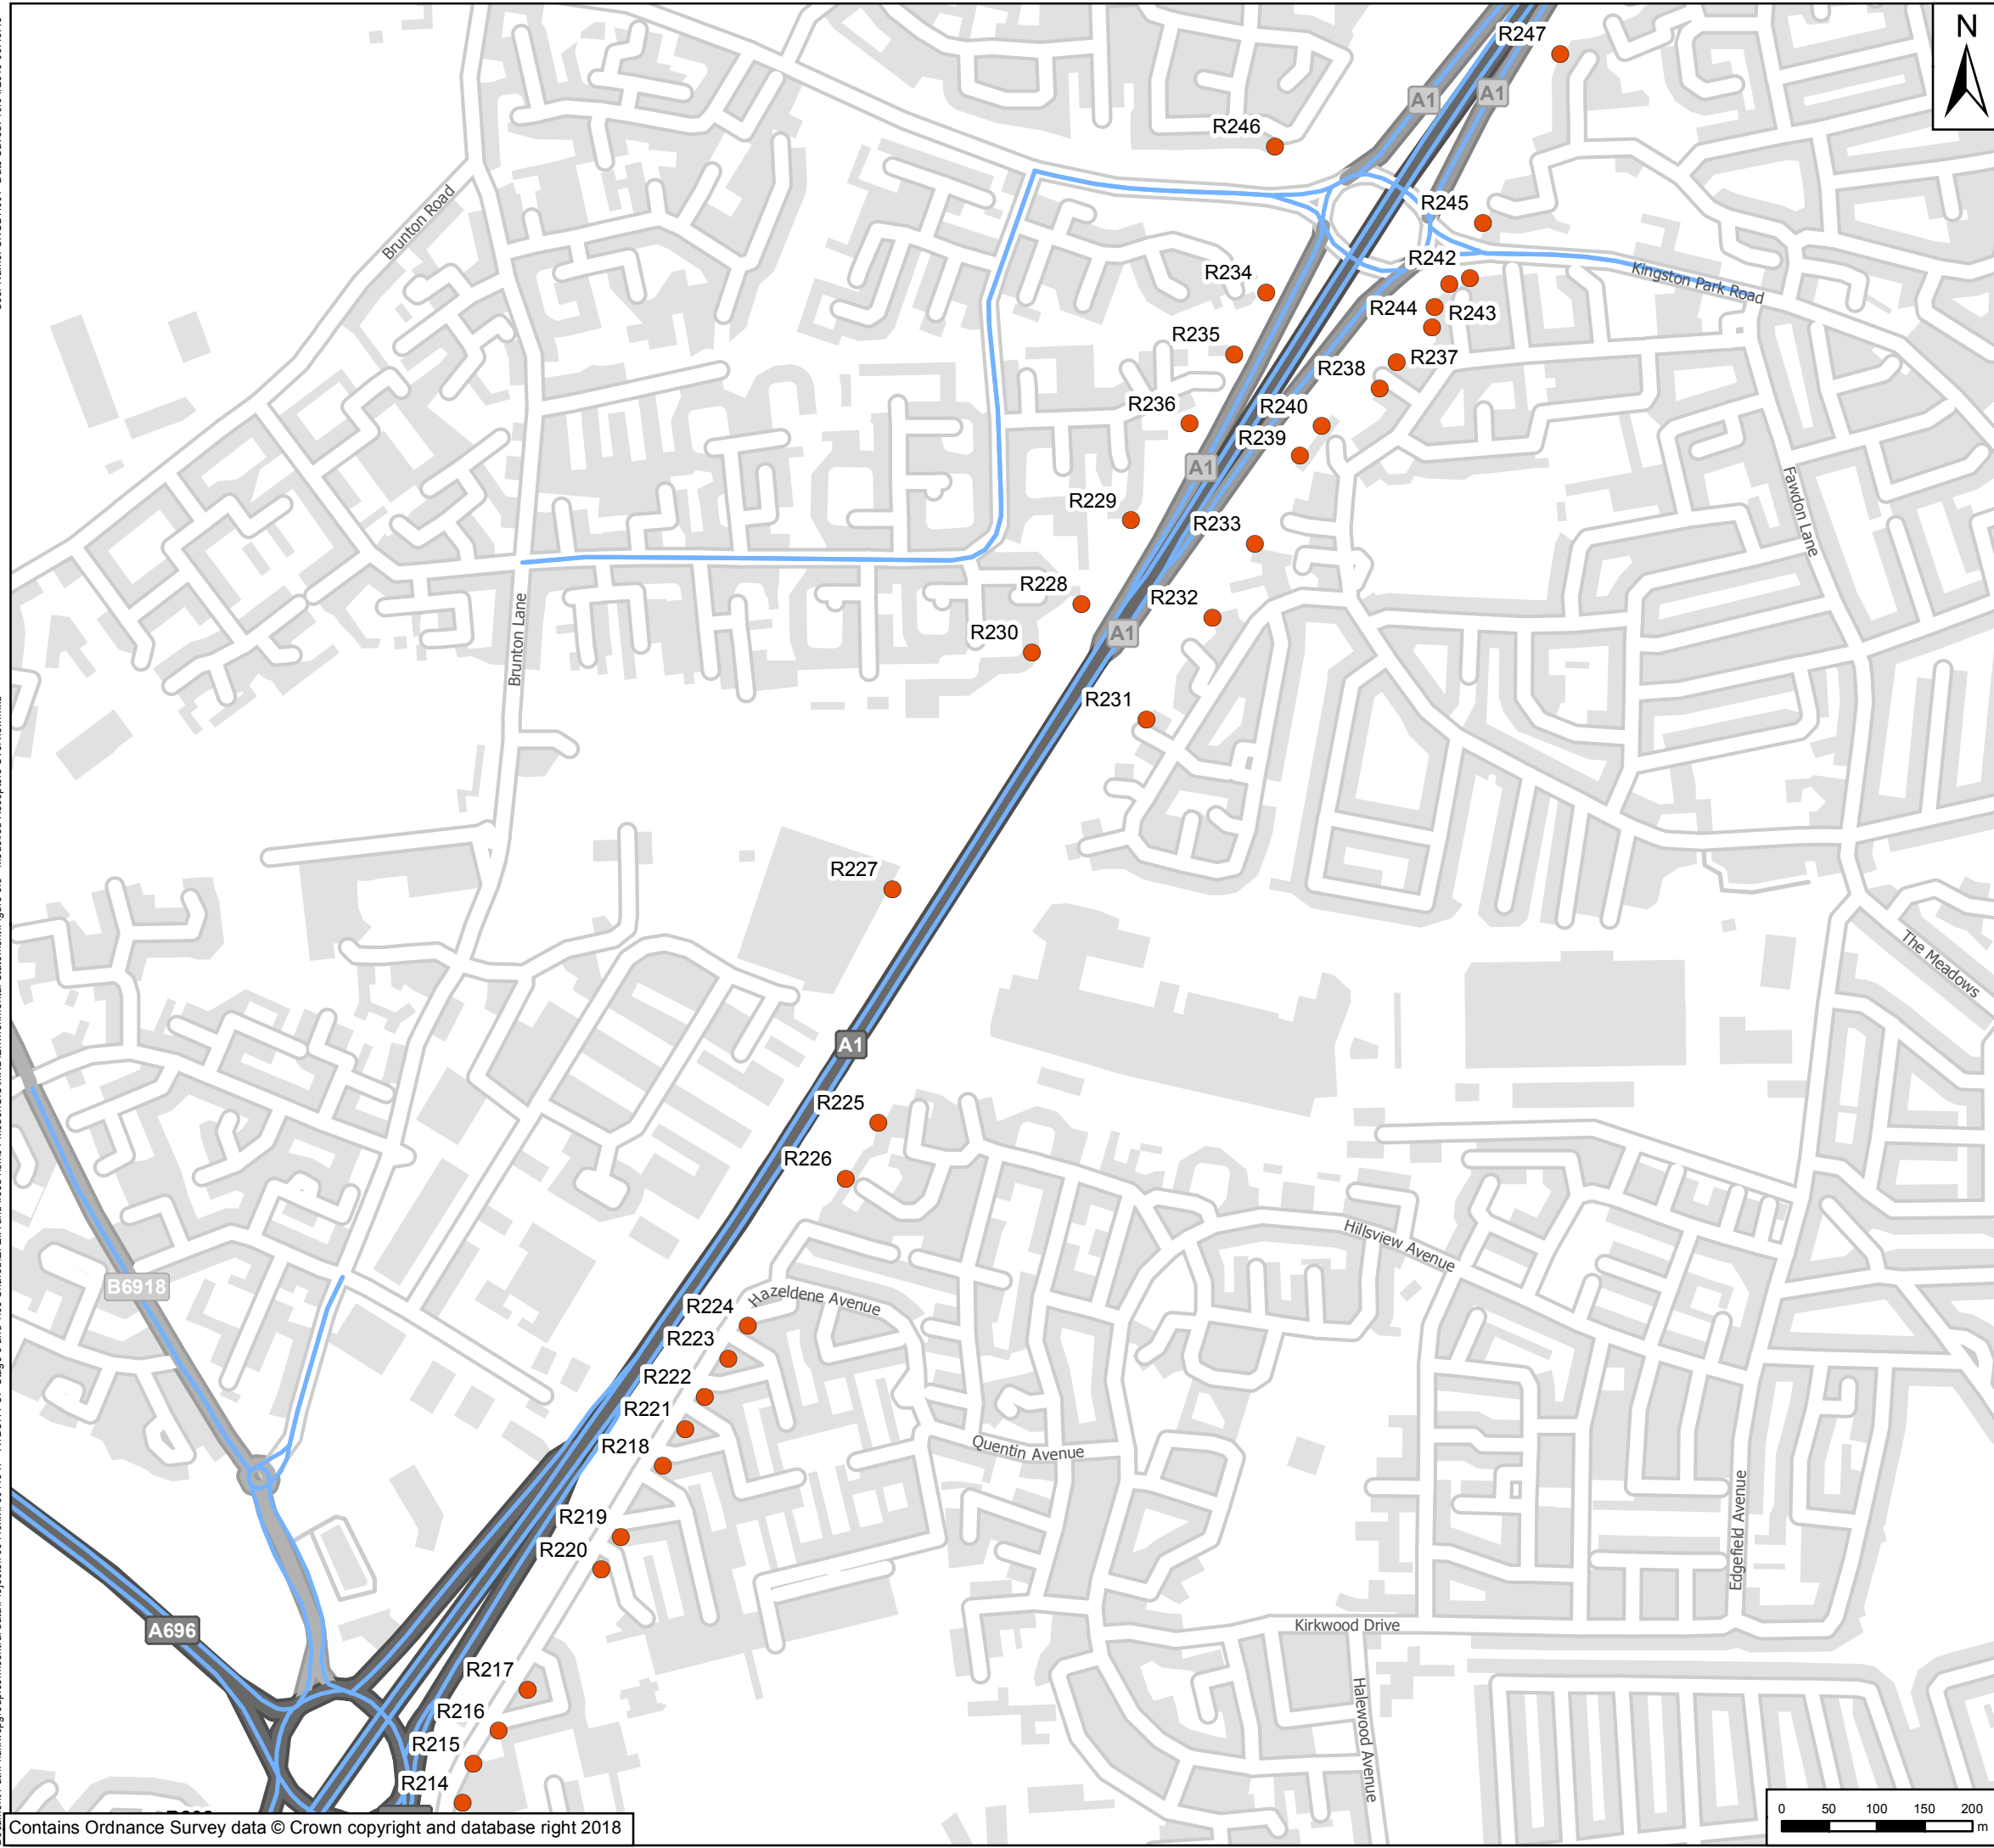 R247
N
A1
A1
R246
Brunton Road
R245
R242
Kingston Park Road
R234
R244
R243
R235
R237
R238
R236
R240
R239
A1
Fawdon Lane
R229
R233
R228
R232
Brunton Lane
R230
A1
R231
R227
The Meadows
A1
R225
R226
Hillsview Avenue
B6918
Hazeldene Avenue
R224
R223
R222
R221
Quentin Avenue
R218
R219
Edgefield Avenue
R220
Kirkwood Drive
A696
R217
R216
Halewood Avenue
R215
R214
0 50 100 150 200
m
Contains Ordnance Survey data © Crown copyright and database right 2018